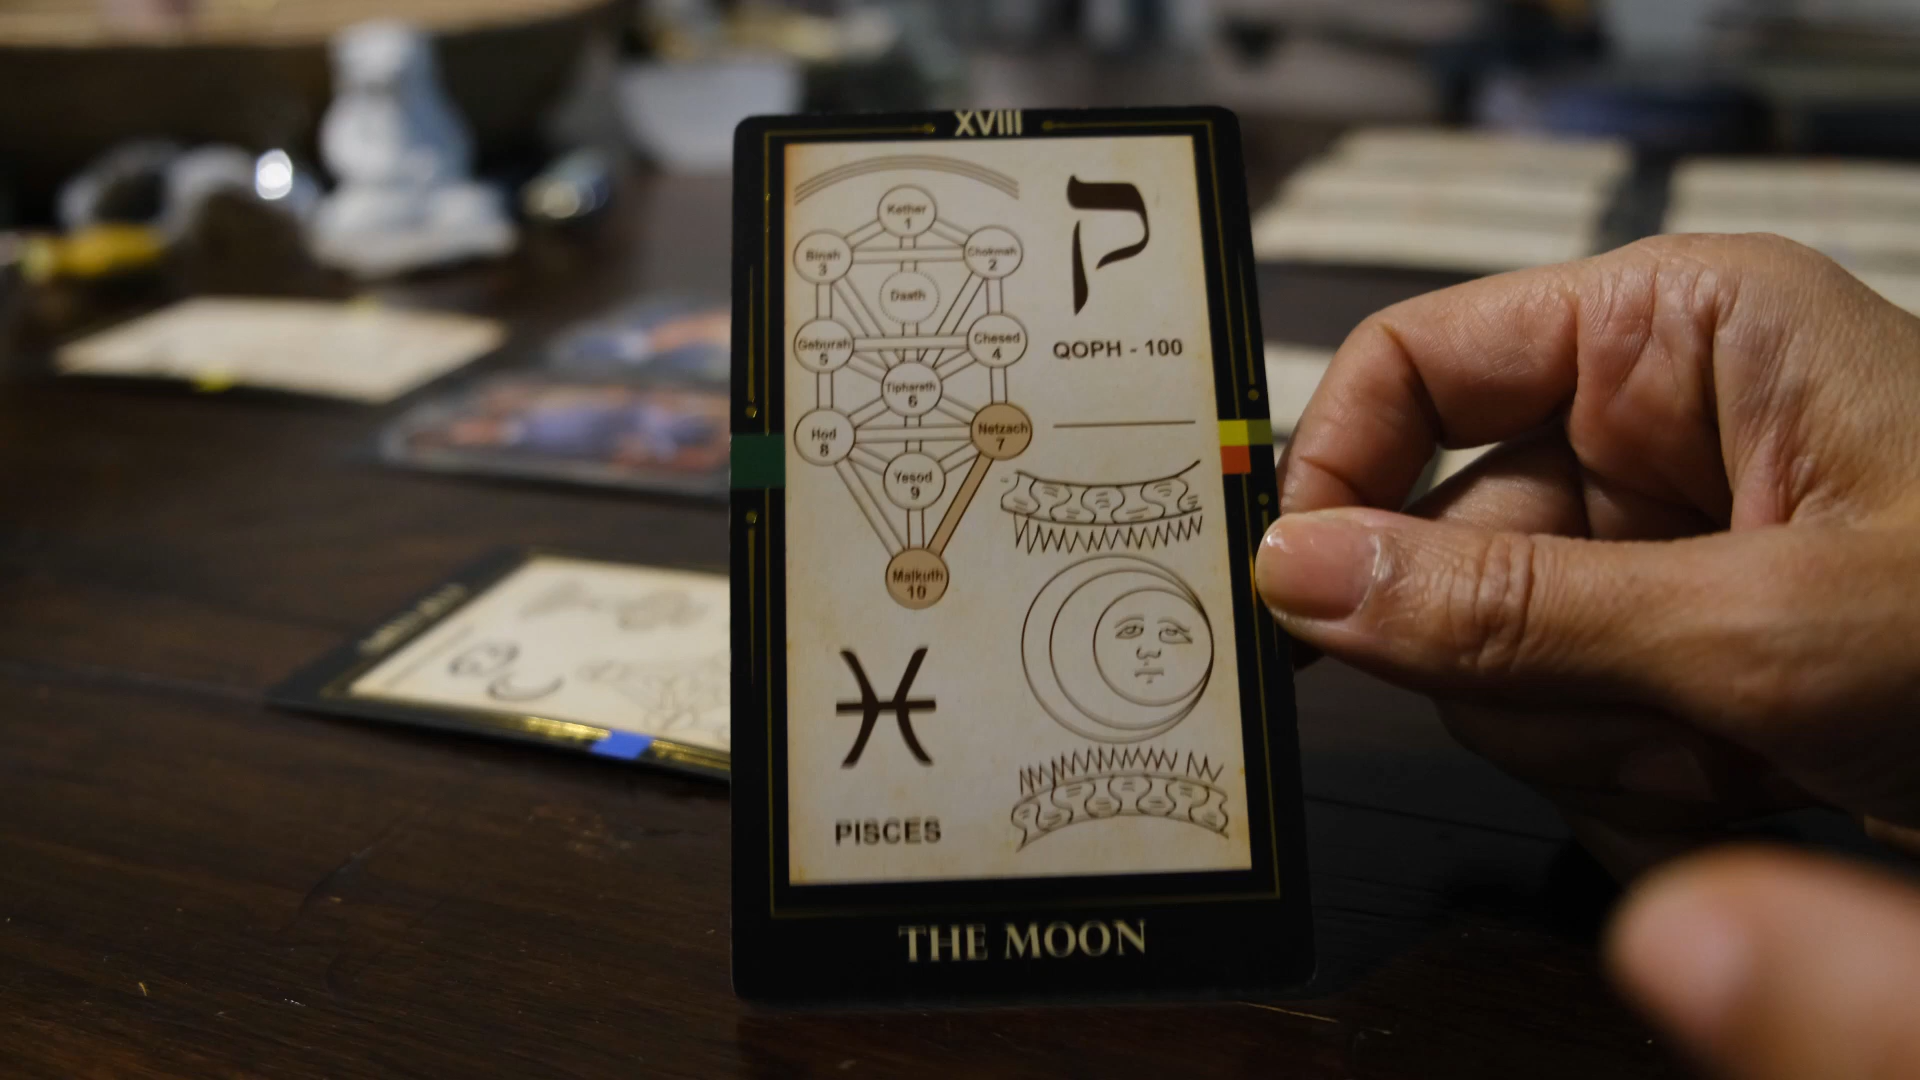 XVIII
Kether
1
Binah
3
Chokmah
2
Daath
Geburah
5
Chesed
4
Tiphareth
6
Hod
8
Netzach
7
Yesod
9
Malkuth
10
ק
QOPH - 100
PISCES
THE MOON